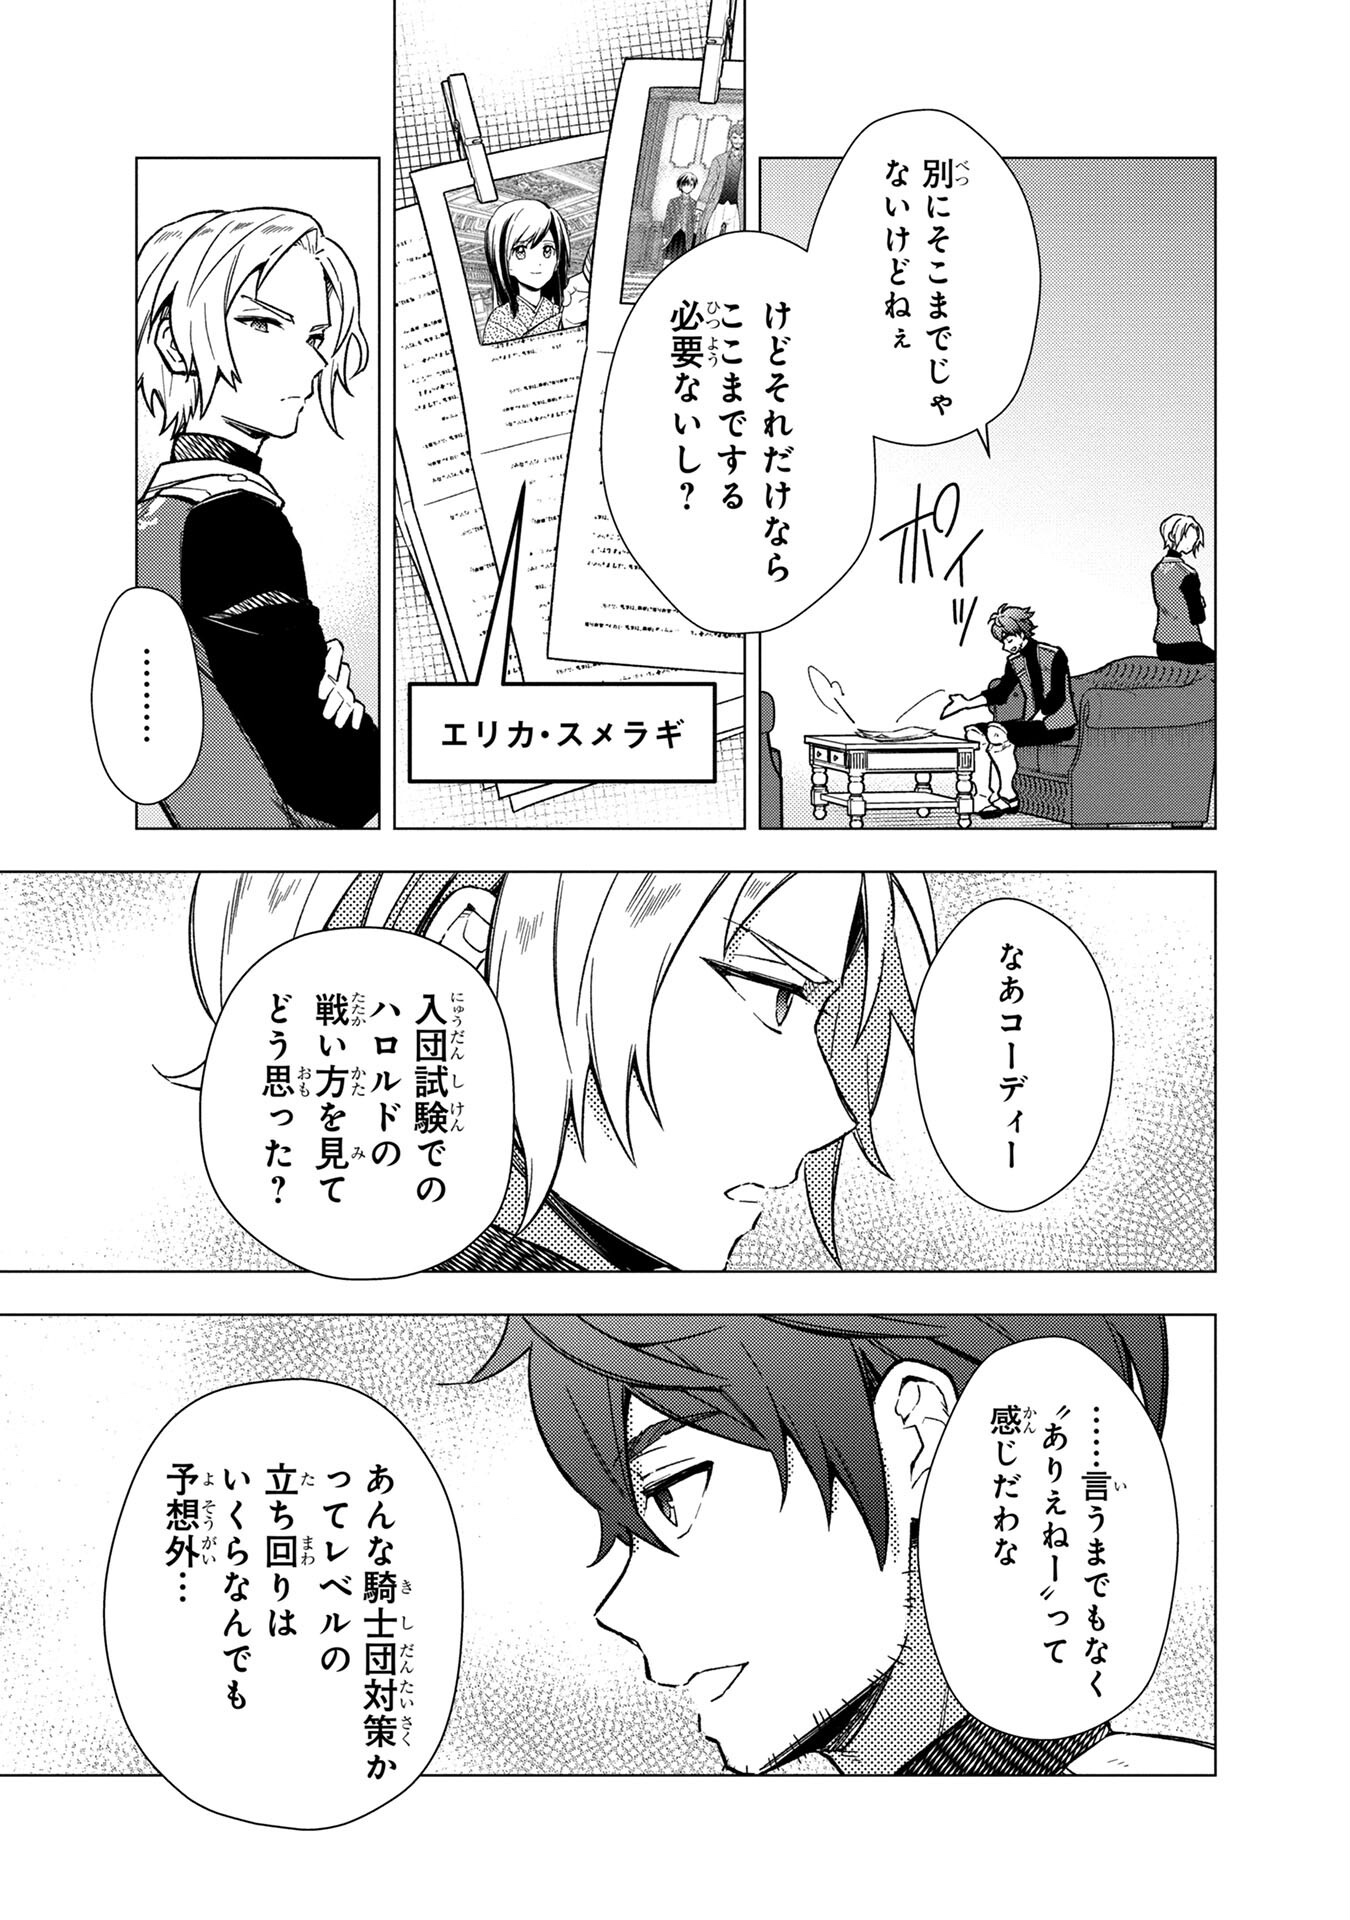 別にそこまでじゃ
ないけどねぇ
けどそれだけなら
ここまでする
必要ないし?
ポイッ
エリカ・スメラギ
………
なあコーディー
入団試験での
ハロルドの
戦い方を見て
どう思った?
……言うまでもなく
〝ありえねー〟って
感じだわな
あんな騎士団対策か
ってレベルの
立ち回りは
いくらなんでも
予想外…